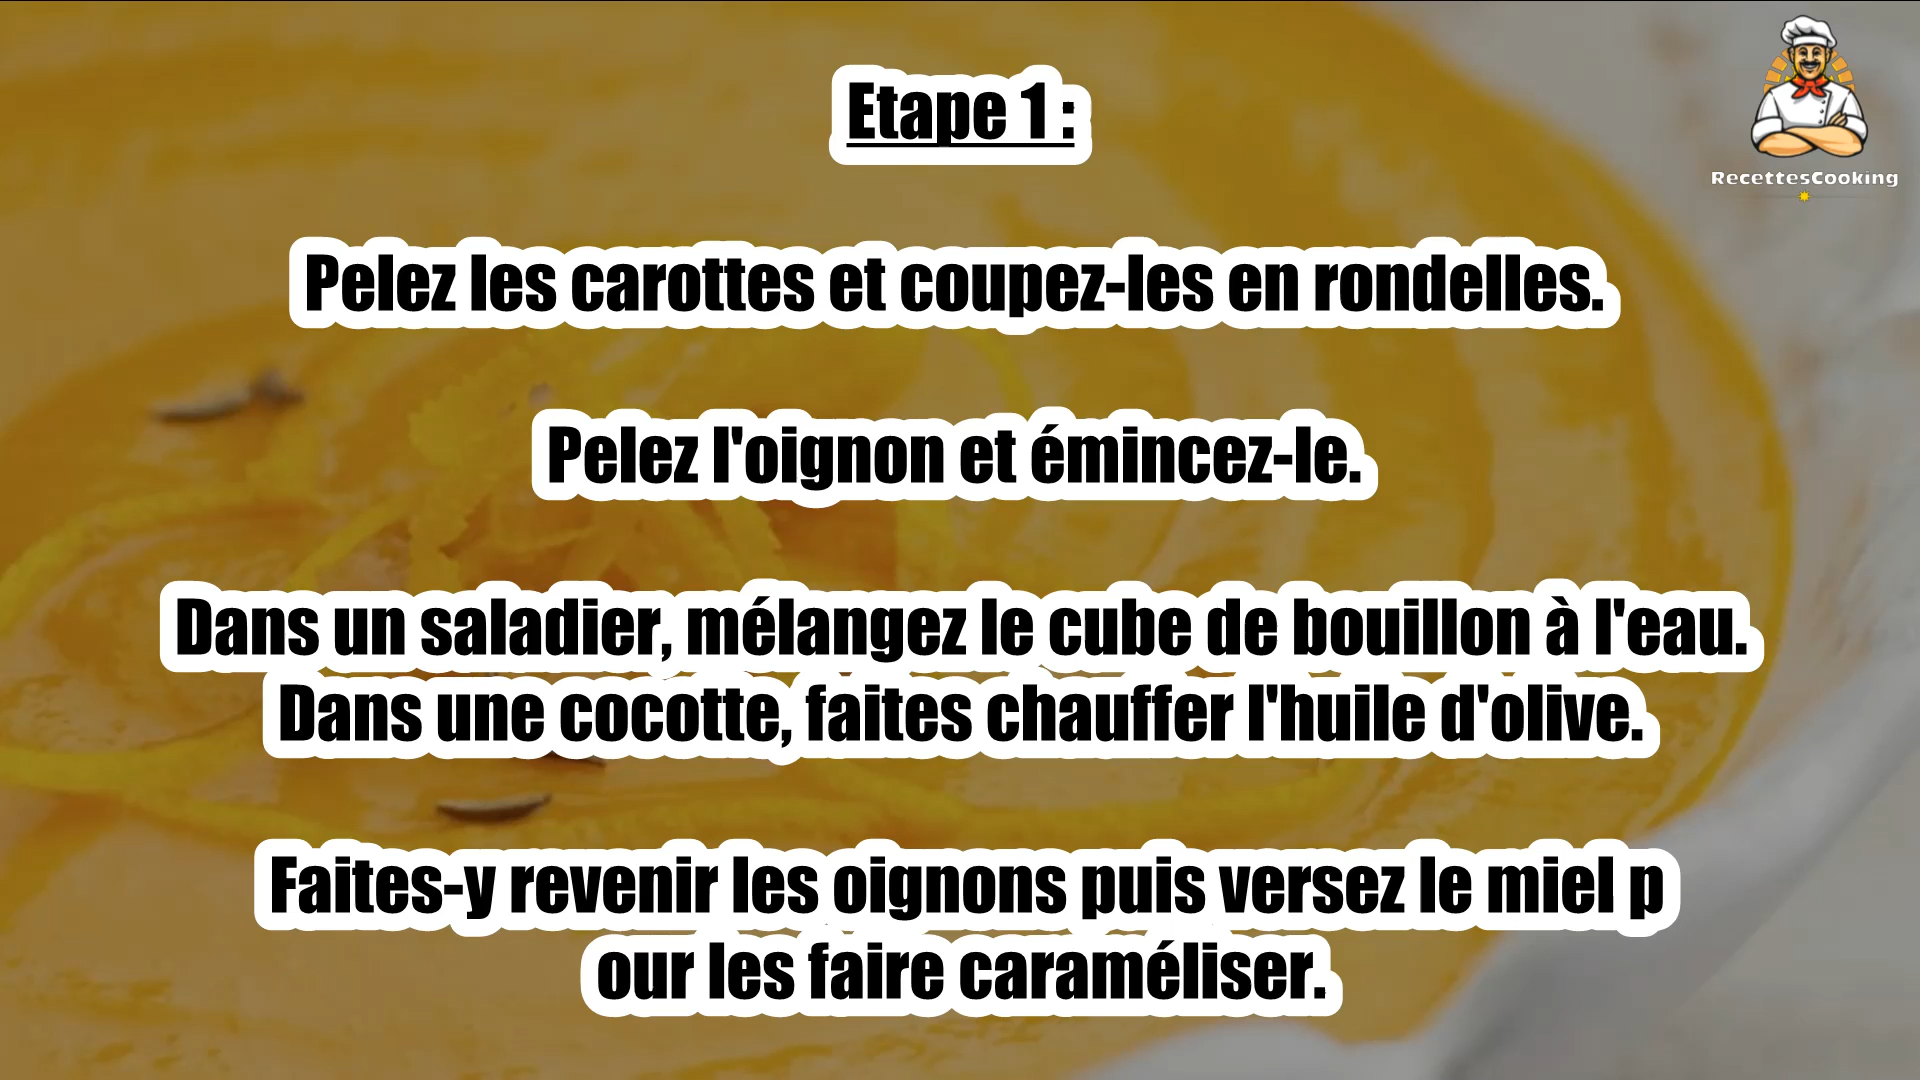 Etape 1 :
RecettesCooking
Pelez les carottes et coupez-les en rondelles.
Pelez l'oignon et émincez-le.
Dans un saladier, mélangez le cube de bouillon à l'eau.
Dans une cocotte, faites chauffer l'huile d'olive.
Faites-y revenir les oignons puis versez le miel p
our les faire caraméliser.